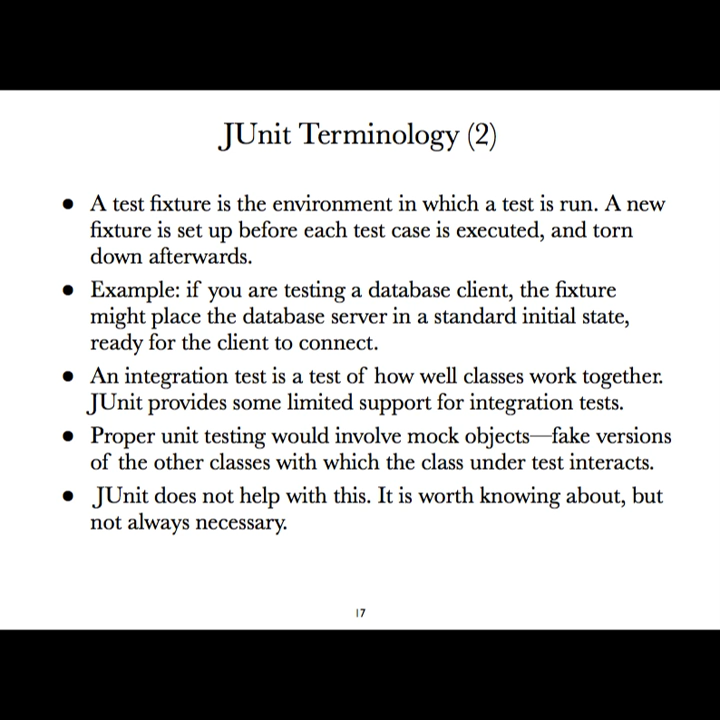 JUnit Terminology (2)
• A test fixture is the environment in which a test is run. A new
fixture is set up before each test case is executed, and torn
down afterwards.
• Example: if you are testing a database client, the fixture
might place the database server in a standard initial state,
ready for the client to connect.
• An integration test is a test of how well classes work together.
JUnit provides some limited support for integration tests.
• Proper unit testing would involve mock objects—fake versions
of the other classes with which the class under test interacts.
• JUnit does not help with this. It is worth knowing about, but
not always necessary.
17